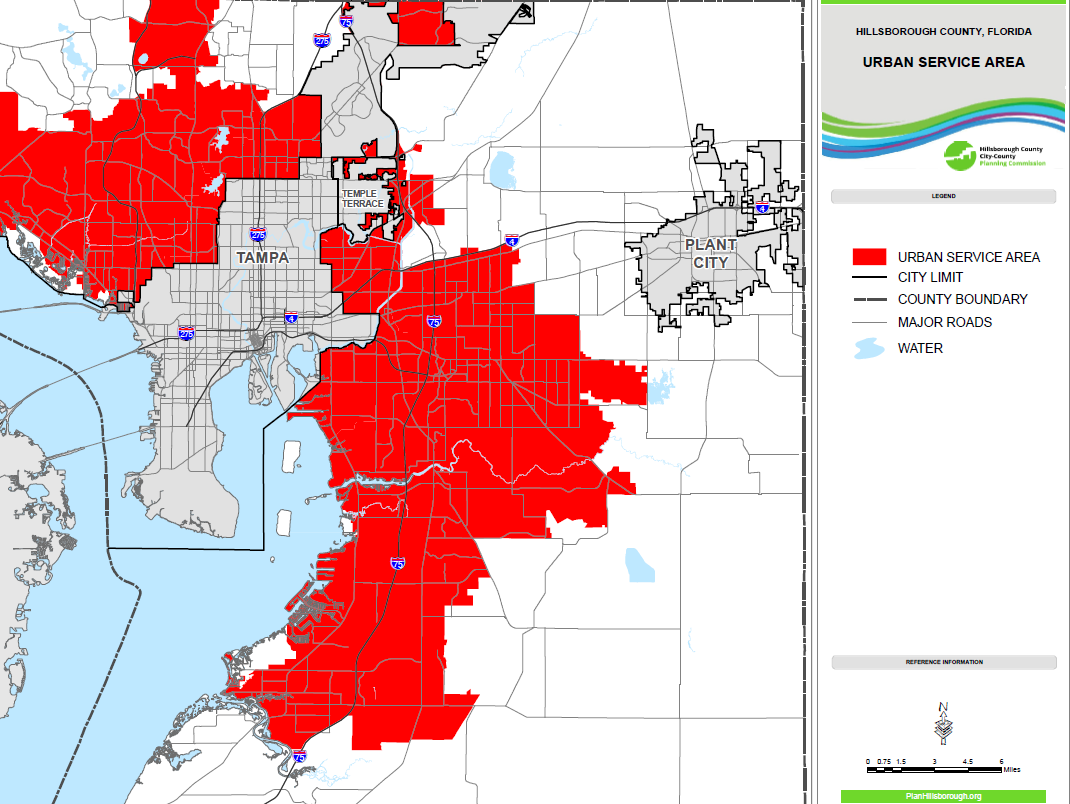 75
275
TEMPLE
TERRACE
4
275
TAMPA
4
PLANT
CITY
4
75
275
75
75
HILLSBOROUGH COUNTY, FLORIDA
URBAN SERVICE AREA
Hillsborough County
City-County
Planning Commission
LEGEND
URBAN SERVICE AREA
CITY LIMIT
COUNTY BOUNDARY
MAJOR ROADS
WATER
REFERENCE INFORMATION
N
0 0.75 1.5 3 4.5 6
Miles
PlanHillsborough.org